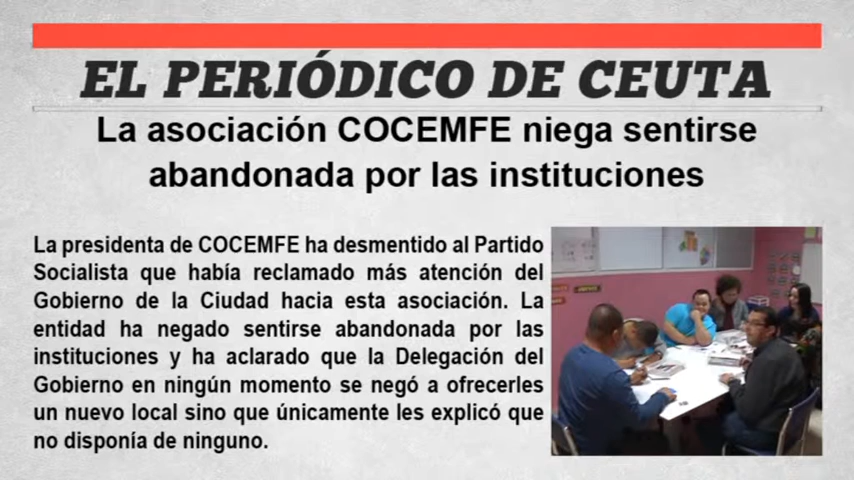 EL PERIÓDICO DE CEUTA
La asociación COCEMFE niega sentirse
abandonada por las instituciones
La presidenta de COCEMFE ha desmentido al Partido
Socialista que había reclamado más atención del
Gobierno de la Ciudad hacia esta asociación. La
entidad ha negado sentirse abandonada por las
instituciones y ha aclarado que la Delegación del
Gobierno en ningún momento se negó a ofrecerles
un nuevo local sino que únicamente les explicó que
no disponía de ninguno.